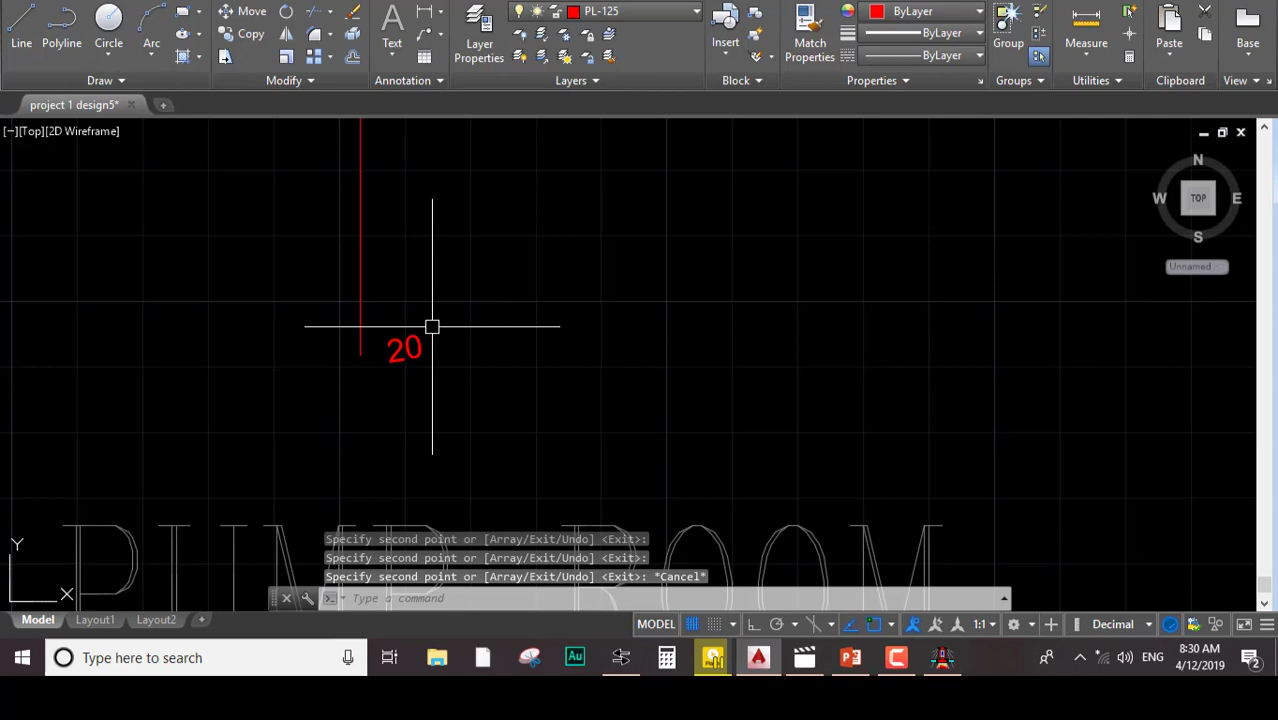 Move
Copy
PL-125
ByLayer
ByLayer
ByLayer
Line Polyline Circle Arc Text Layer Properties Insert Match Properties Group Measure Paste Base
Draw Modify Annotation Layers Block Properties Groups Utilities Clipboard View
project 1 design5*
[−][Top][2D Wireframe]
N
W TOP E
S
Unnamed
20
PUMP ROOM
Specify second point or [Array/Exit/Undo] <Exit>:
Specify second point or [Array/Exit/Undo] <Exit>:
Specify second point or [Array/Exit/Undo] <Exit>: *Cancel*
Y
X
Type a command
Model Layout1 Layout2 MODEL 1:1 Decimal
Type here to search Au ENG 8:30 AM
4/12/2019 2